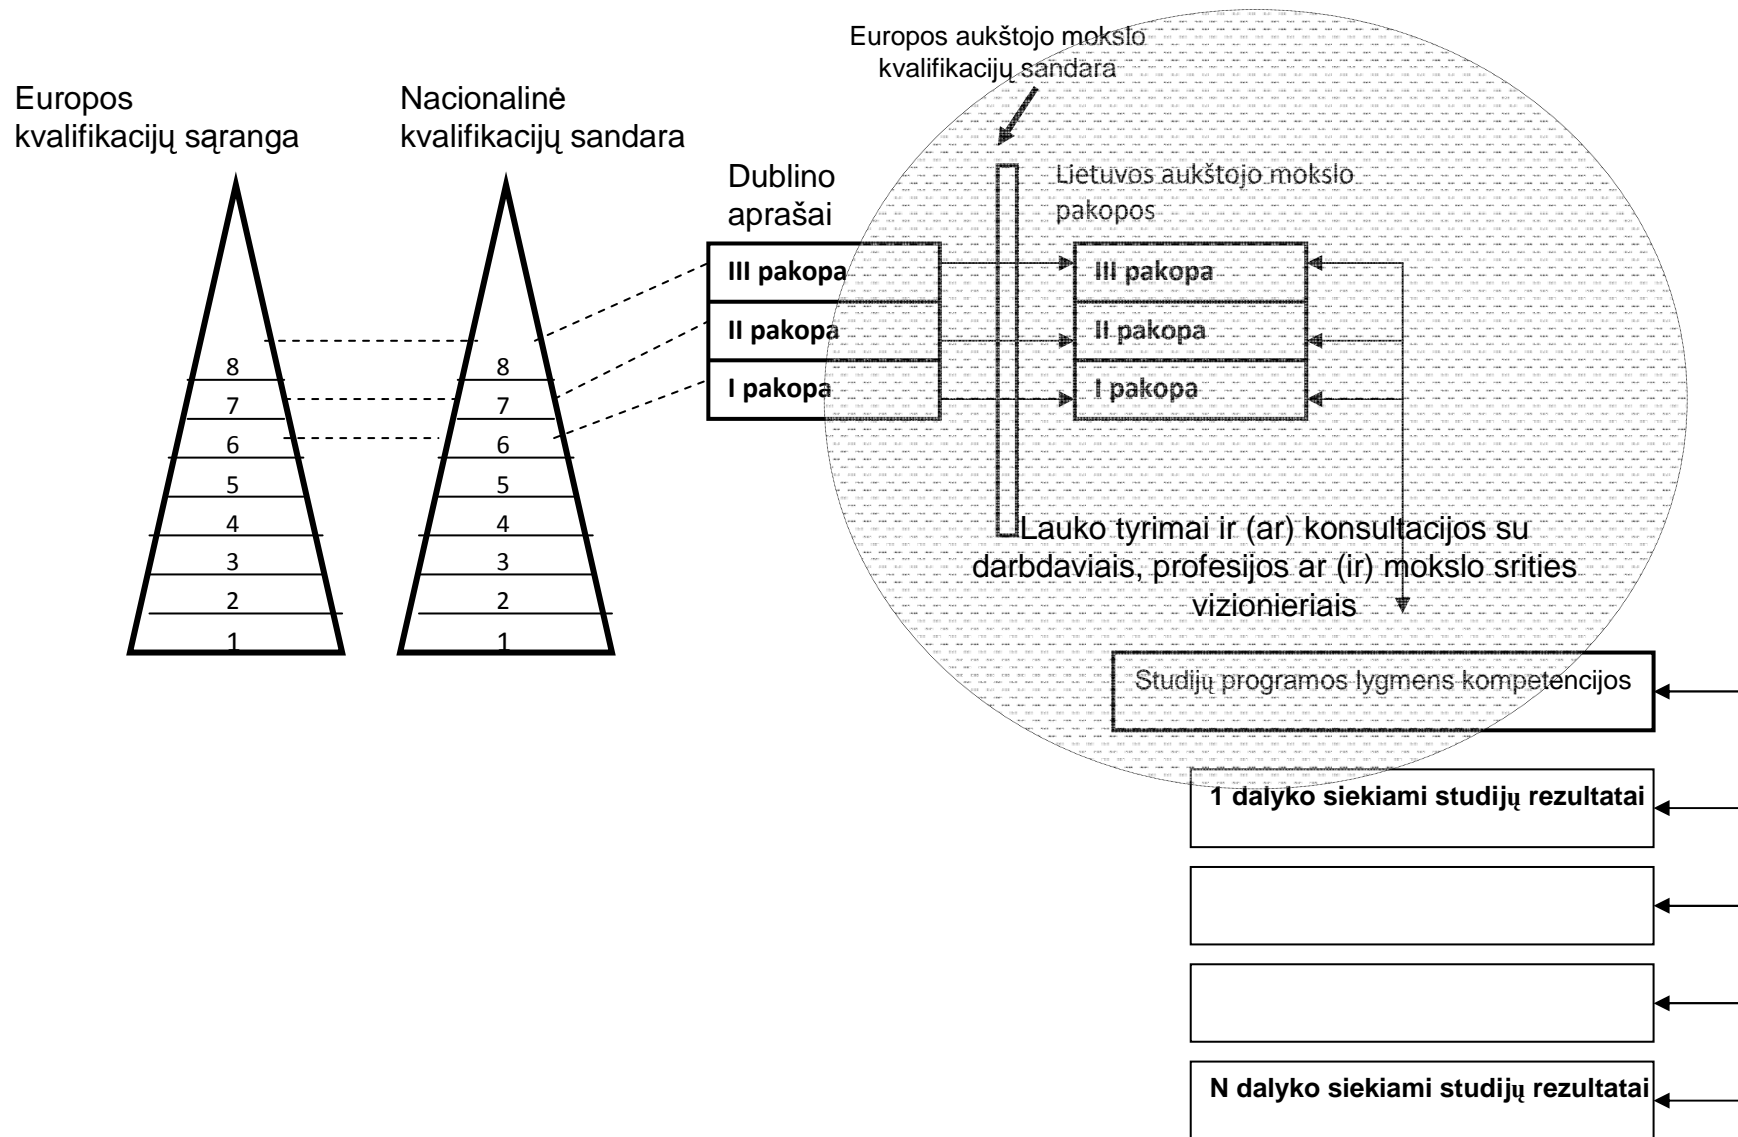 Europos aukštojo mokslo
kvalifikacijų sandara
Europos
kvalifikacijų sąranga
Nacionalinė
kvalifikacijų sandara
Dublino
aprašai
Lietuvos aukštojo mokslo
pakopos
III pakopa
II pakopa
I pakopa
III pakopa
II pakopa
I pakopa
8
7
6
5
4
3
2
1
8
7
6
5
4
3
2
1
Lauko tyrimai ir (ar) konsultacijos su
darbdaviais, profesijos ar (ir) mokslo srities
vizionieriais
Studijų programos lygmens kompetencijos
1 dalyko siekiami studijų rezultatai
N dalyko siekiami studijų rezultatai